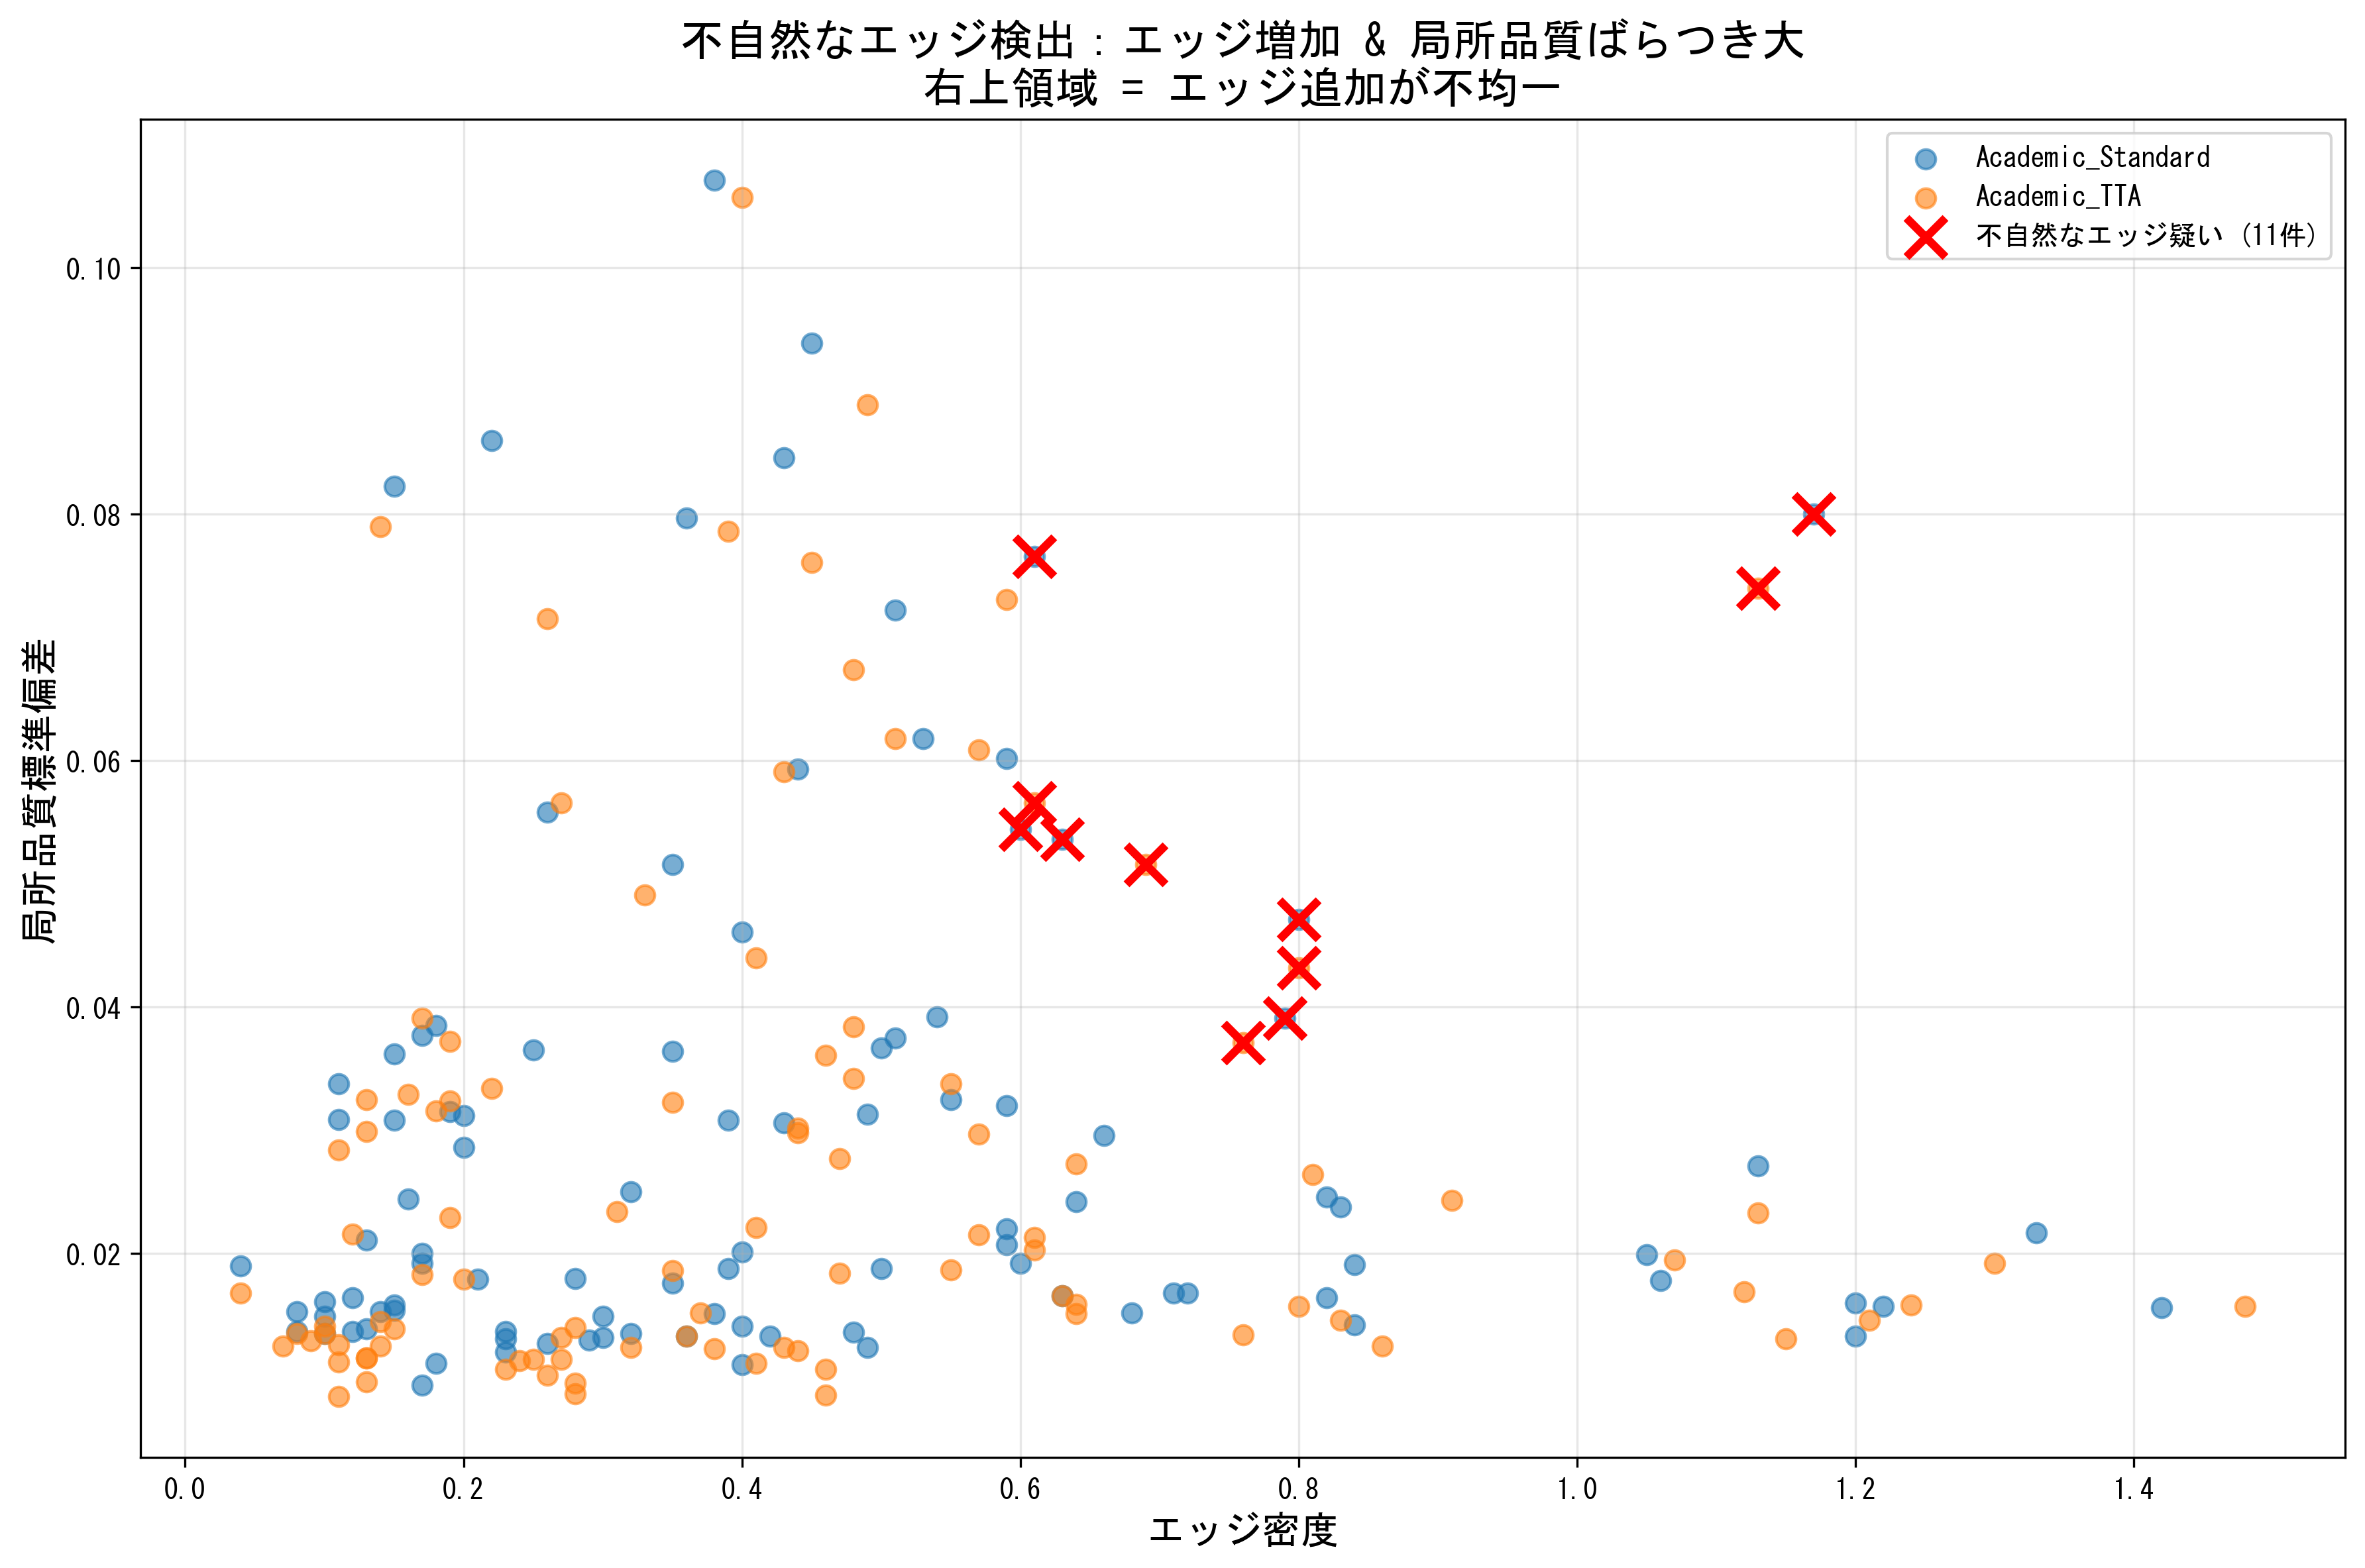 不自然なエッジ検出：エッジ増加 & 局所品質ばらつき大
右上領域 = エッジ追加が不均一
Academic_Standard
Academic_TTA
不自然なエッジ疑い (11件)
局所品質標準偏差
0.10
0.08
0.06
0.04
0.02
0.0
0.2
0.4
0.6
0.8
1.0
1.2
1.4
エッジ密度